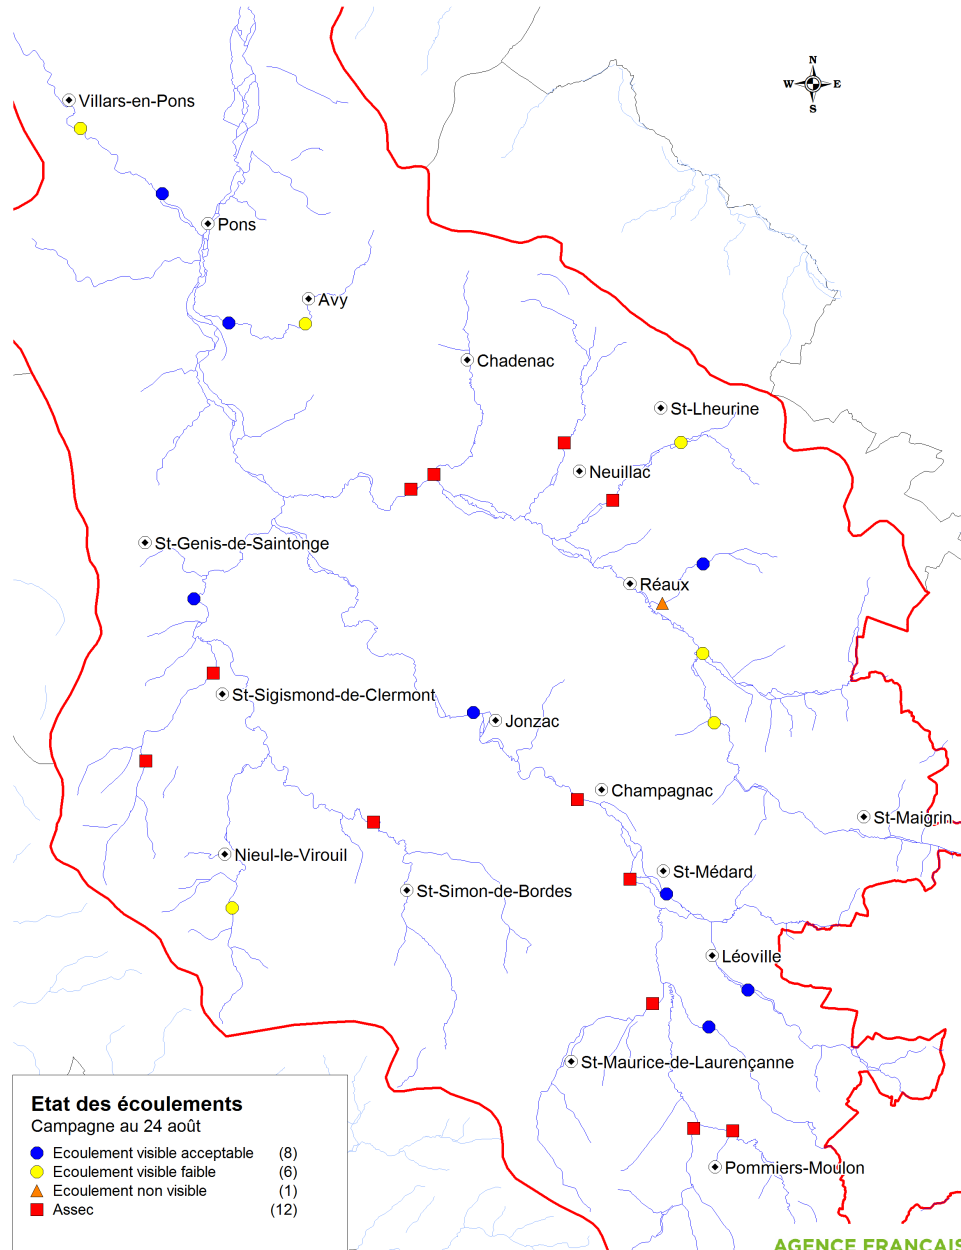 N
W E
S
Villars-en-Pons
Pons
Avy
Chadenac
St-Lheurine
Neuillac
St-Genis-de-Saintonge
Réaux
St-Sigismond-de-Clermont
Jonzac
Champagnac
St-Maigrin
Nieul-le-Virouil
St-Médard
St-Simon-de-Bordes
Léoville
St-Maurice-de-Laurençanne
Pommiers-Moulon
Etat des écoulements
Campagne au 24 août
Ecoulement visible acceptable (8)
Ecoulement visible faible (6)
Ecoulement non visible (1)
Assec (12)
AGENCE FRANÇAIS